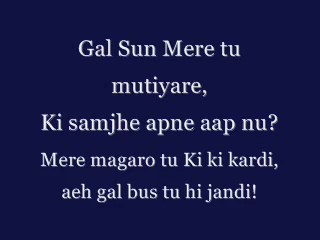 Gal Sun Mere tu
mutiyare,
Ki samjhe apne aap nu?
Mere magaro tu Ki ki kardi,
aeh gal bus tu hi jandi!